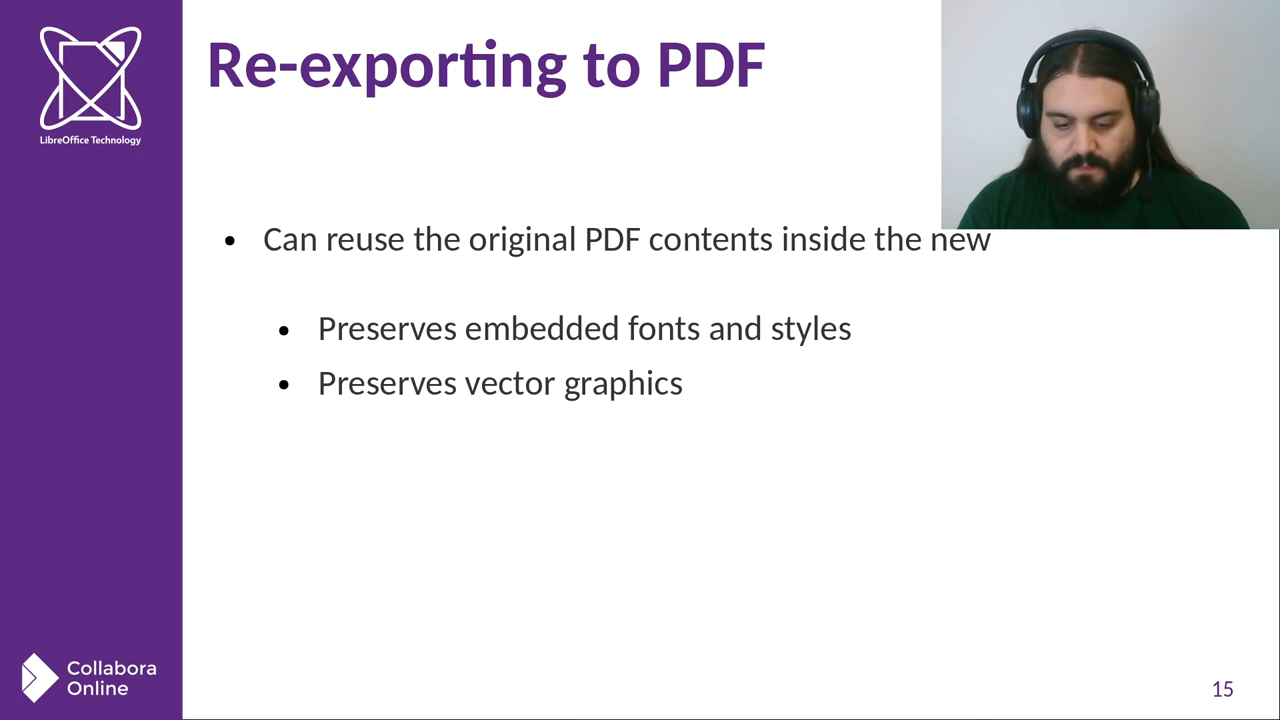 Re-exporting to PDF
LibreOffice Technology
• Can reuse the original PDF contents inside the new
• Preserves embedded fonts and styles
• Preserves vector graphics
Collabora
Online
15